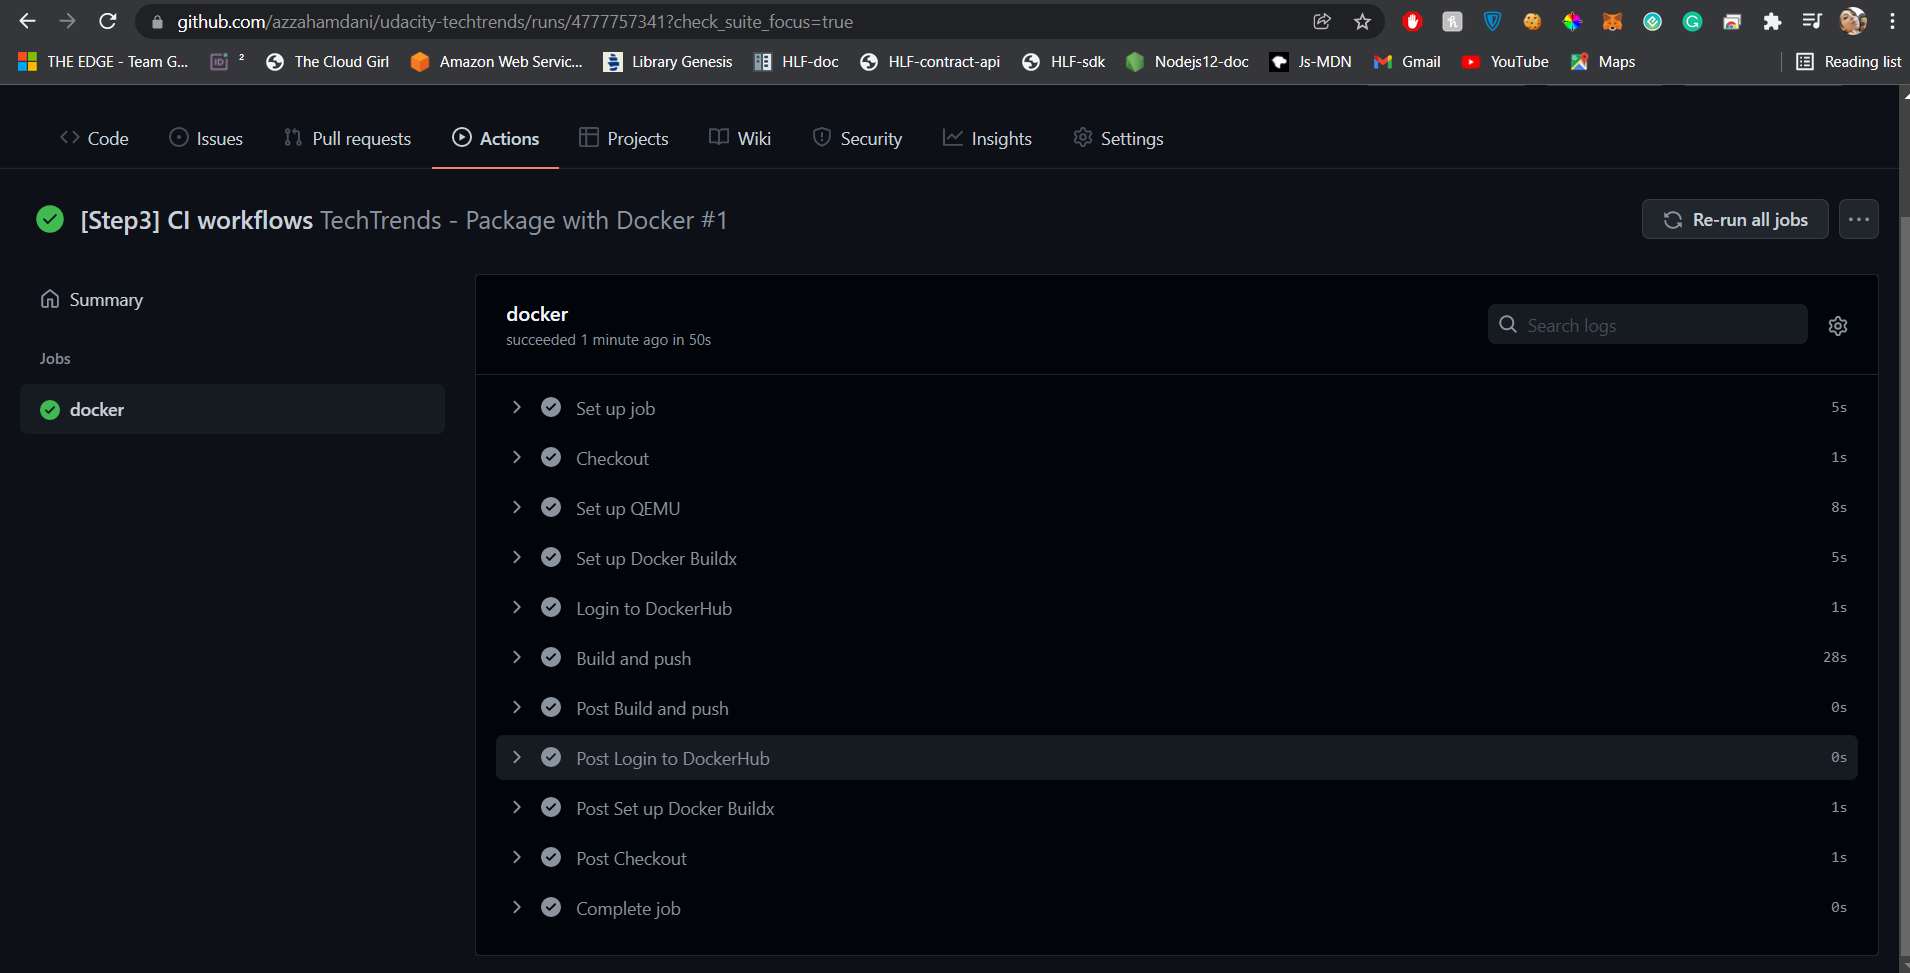 github.com/azzahamdani/udacity-techtrends/runs/4777757341?check_suite_focus=true
THE EDGE - Team G... ID 2 The Cloud Girl Amazon Web Servic... Library Genesis HLF-doc HLF-contract-api HLF-sdk Nodejs12-doc Js-MDN Gmail YouTube Maps Reading list
Code Issues Pull requests Actions Projects Wiki Security Insights Settings
[Step3] CI workflows TechTrends - Package with Docker #1
Re-run all jobs
Summary
Jobs
docker
docker
succeeded 1 minute ago in 50s
Search logs
Set up job 5s
Checkout 1s
Set up QEMU 8s
Set up Docker Buildx 5s
Login to DockerHub 1s
Build and push 28s
Post Build and push 0s
Post Login to DockerHub 0s
Post Set up Docker Buildx 1s
Post Checkout 1s
Complete job 0s